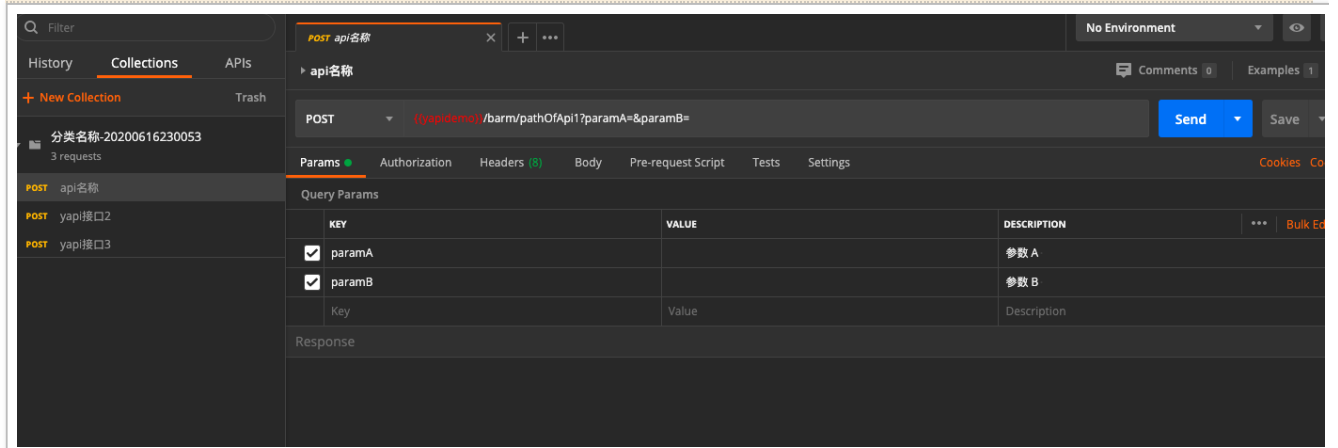 Filter
History Collections APIs
+ New Collection Trash
分类名称-20200616230053
3 requests
POST api名称
POST yapi接口2
POST yapi接口3
POST api名称 × + •••
No Environment
api名称
Comments 0 Examples 1
POST {{yapidemo}}/barm/pathOfApi1?paramA=&paramB=
Send Save
Params Authorization Headers (8) Body Pre-request Script Tests Settings
Cookies Co
Query Params
KEY VALUE DESCRIPTION ••• Bulk Ed
paramA 参数 A
paramB 参数 B
Key Value Description
Response